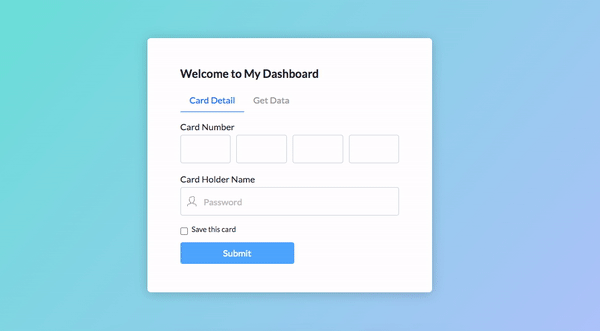 Welcome to My Dashboard
Card Detail Get Data
Card Number
Card Holder Name
Password
Save this card
Submit